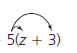 5(z + 3)